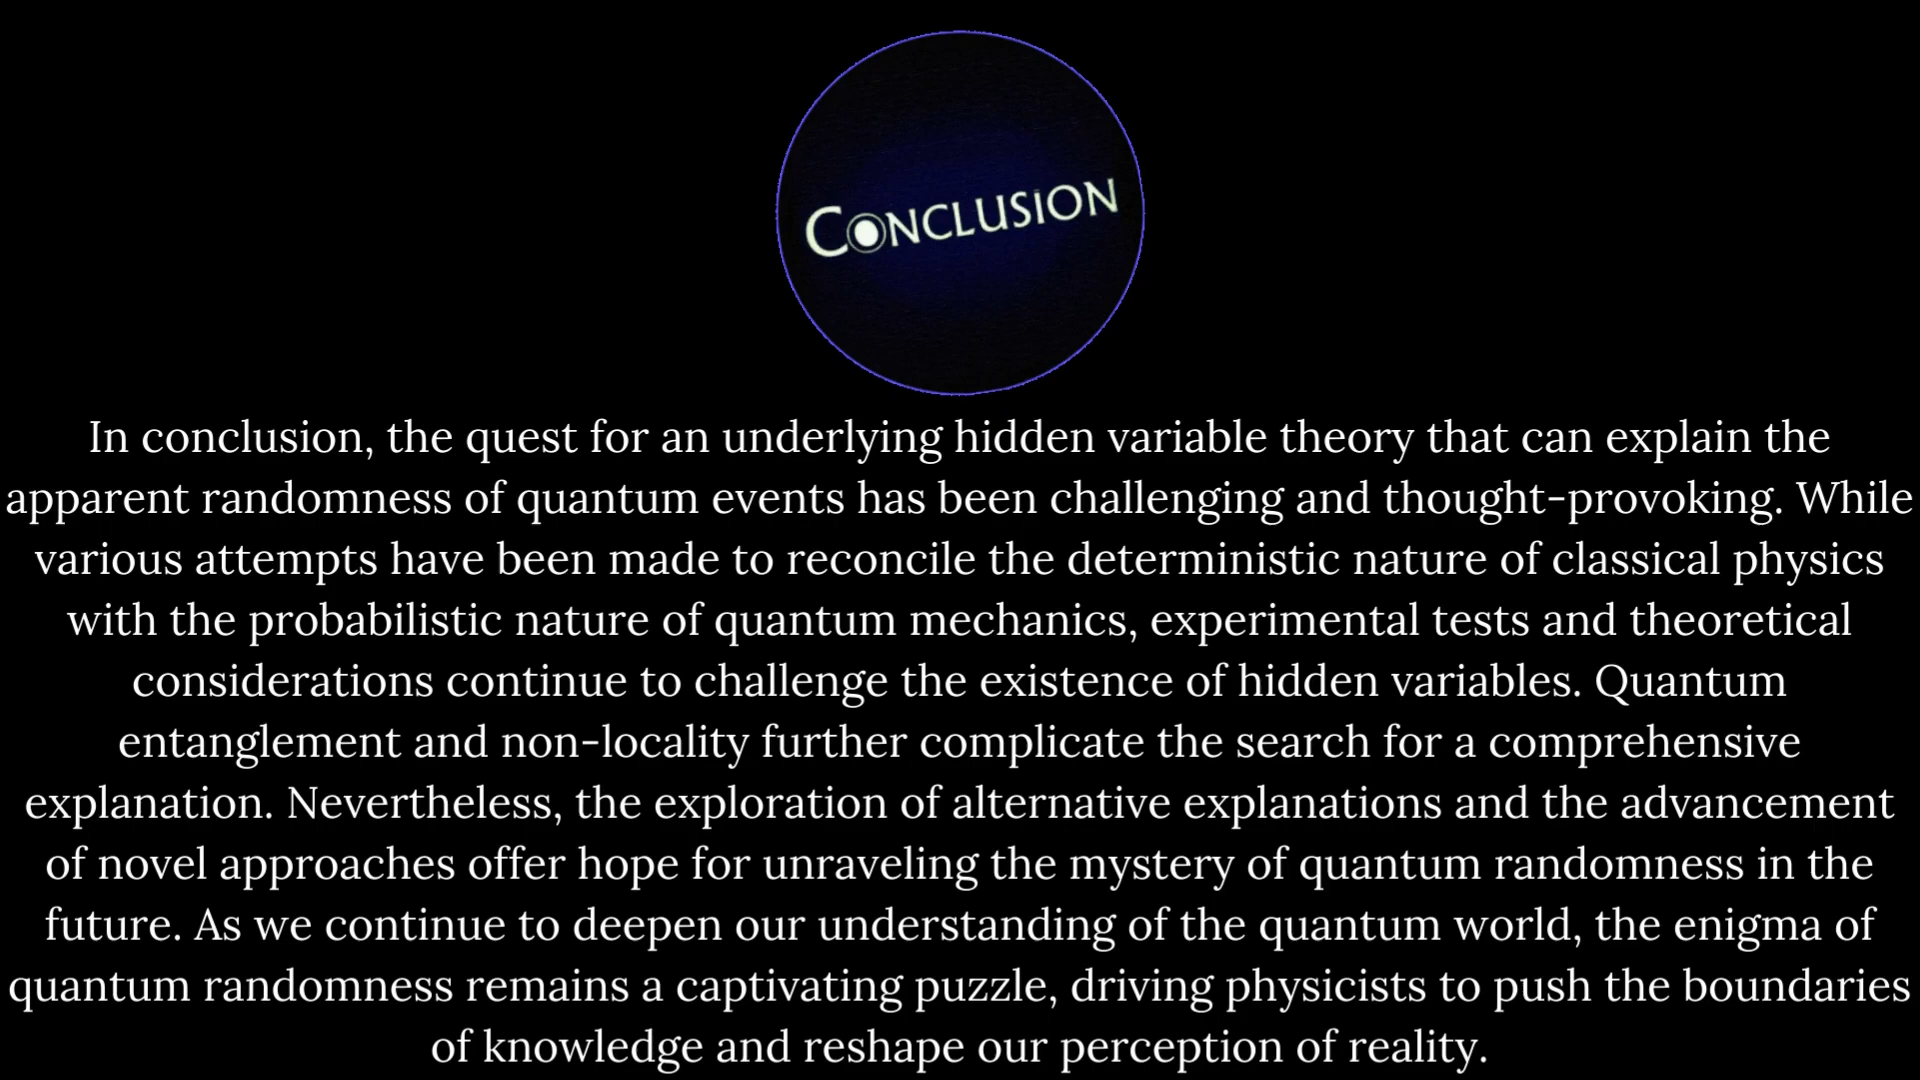 CONCLUSION
In conclusion, the quest for an underlying hidden variable theory that can explain the
apparent randomness of quantum events has been challenging and thought-provoking. While
various attempts have been made to reconcile the deterministic nature of classical physics
with the probabilistic nature of quantum mechanics, experimental tests and theoretical
considerations continue to challenge the existence of hidden variables. Quantum
entanglement and non-locality further complicate the search for a comprehensive
explanation. Nevertheless, the exploration of alternative explanations and the advancement
of novel approaches offer hope for unraveling the mystery of quantum randomness in the
future. As we continue to deepen our understanding of the quantum world, the enigma of
quantum randomness remains a captivating puzzle, driving physicists to push the boundaries
of knowledge and reshape our perception of reality.